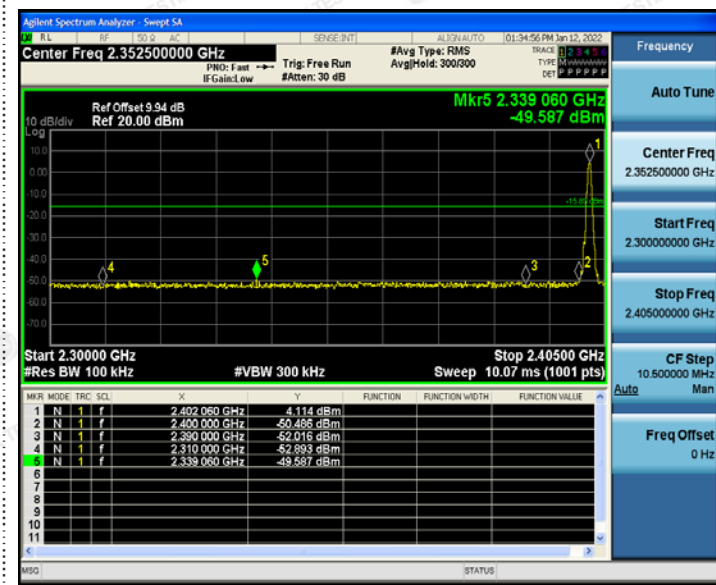 Agilent Spectrum Analyzer - Swept SA
RL RF 50 Ω AC SENSE:INT ALIGN AUTO 01:34:56 PM Jan 12, 2022
Center Freq 2.352500000 GHz
PNO: Fast
IFGain:Low
Trig: Free Run
#Atten: 30 dB
#Avg Type: RMS
Avg|Hold: 300/300
TRACE 1 2 3 4 5 6
TYPE M
DET P P P P P P
Ref Offset 9.94 dB
Ref 20.00 dBm
10 dB/div
Log
Mkr5 2.339 060 GHz
-49.587 dBm
10.0
0.00
-10.0
-20.0
-30.0
-40.0
-60.0
-70.0
1
2
3
4
5
Start 2.30000 GHz
Stop 2.40500 GHz
#Res BW 100 kHz #VBW 300 kHz Sweep 10.07 ms (1001 pts)
MKR MODE TRC SCL X Y FUNCTION FUNCTION WIDTH FUNCTION VALUE
1 N 1 f 2.402 060 GHz 4.114 dBm
2 N 1 f 2.400 000 GHz -50.486 dBm
3 N 1 f 2.390 000 GHz -52.016 dBm
4 N 1 f 2.310 000 GHz -52.893 dBm
5 N 1 f 2.339 060 GHz -49.587 dBm
6
7
8
9
10
11
MSG STATUS
Frequency
Auto Tune
Center Freq
2.352500000 GHz
Start Freq
2.300000000 GHz
Stop Freq
2.405000000 GHz
CF Step
10.500000 MHz
Auto Man
Freq Offset
0 Hz